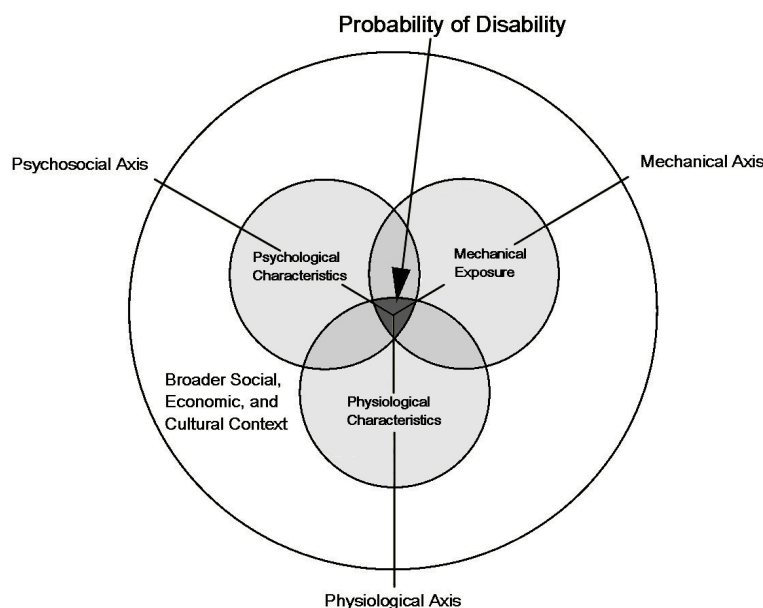 Probability of Disability
Psychosocial Axis
Mechanical Axis
Psychological
Characteristics
Mechanical
Exposure
Broader Social,
Economic, and
Cultural Context
Physiological
Characteristics
Physiological Axis